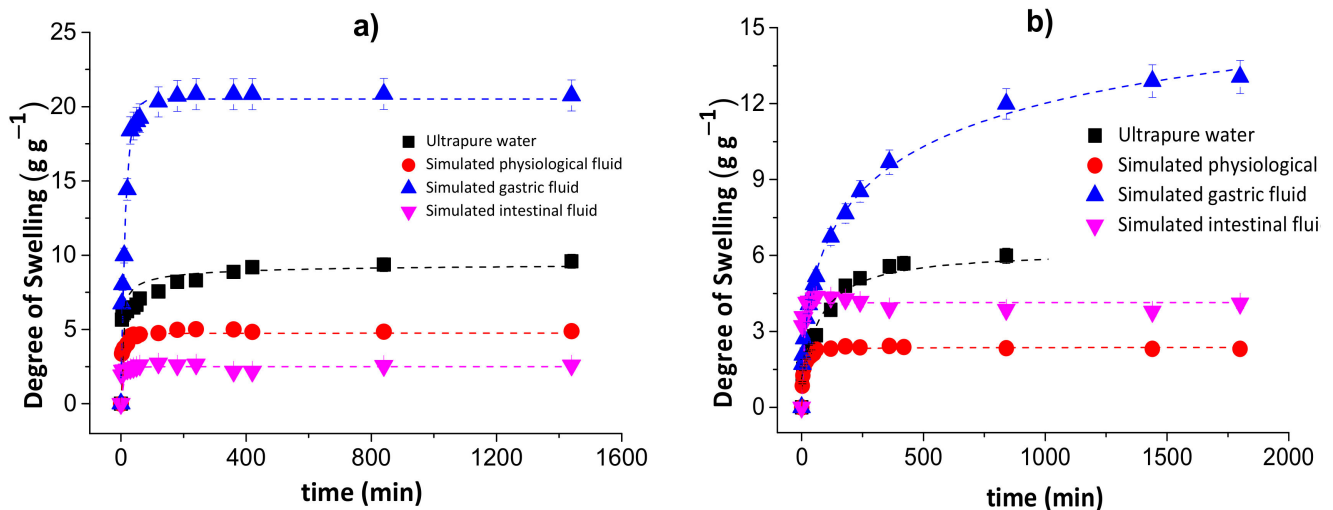 a)
25
20
15
10
5
0
Degree of Swelling (g g⁻¹)
Ultrapure water
Simulated physiological fluid
Simulated gastric fluid
Simulated intestinal fluid
0 400 800 1200 1600
time (min)
b)
15
12
9
6
3
0
Degree of Swelling (g g⁻¹)
Ultrapure water
Simulated physiological
Simulated gastric fluid
Simulated intestinal fluid
0 500 1000 1500 2000
time (min)